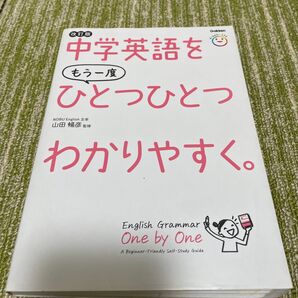 改訂版
Gakken
中学英語を
もう一度
ひとつひとつ
わかりやすく。
山田 暢彦 監修
English Grammar
One by One
A Beginner-Friendly Self-Study Guide